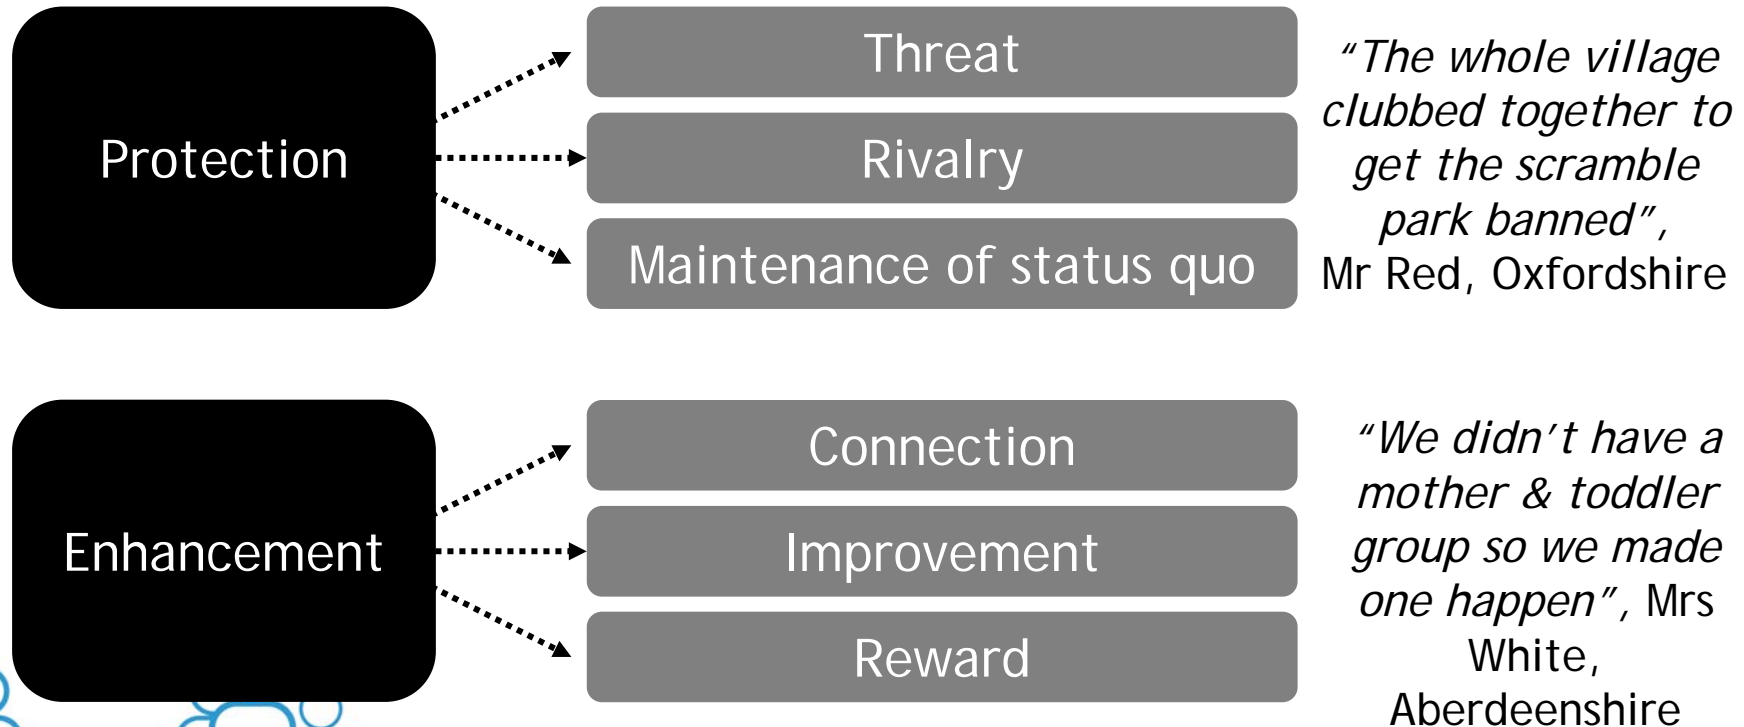 Protection
Threat
Rivalry
Maintenance of status quo
“The whole village
clubbed together to
get the scramble
park banned”,
Mr Red, Oxfordshire
Enhancement
Connection
Improvement
Reward
“We didn’t have a
mother & toddler
group so we made
one happen”, Mrs
White,
Aberdeenshire